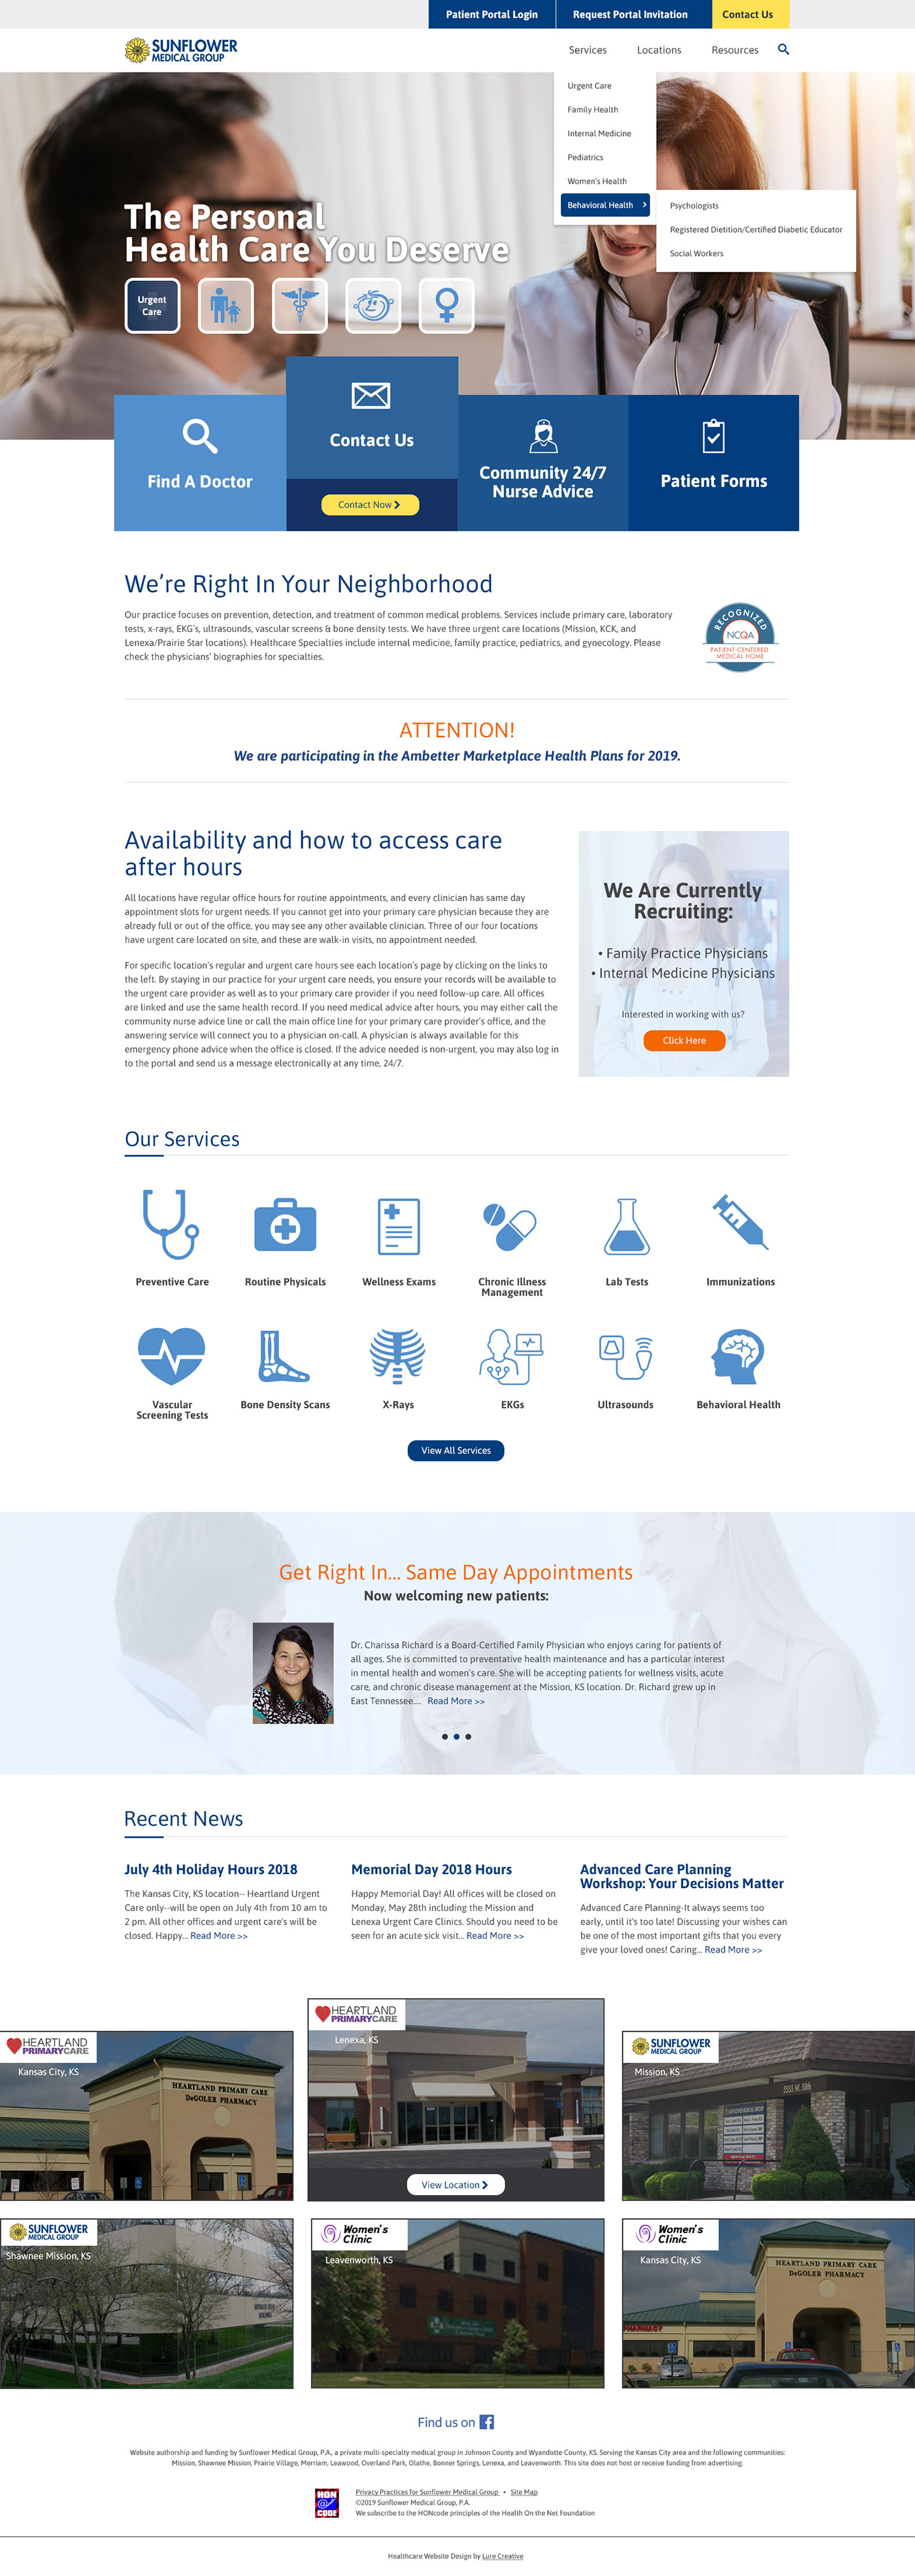 Patient Portal Login
Request Portal Invitation
Contact Us
SUNFLOWER
MEDICAL GROUP
Services
Locations
Resources
Urgent Care
Family Health
Internal Medicine
Pediatrics
Women's Health
Behavioral Health
Psychologists
Registered Dietition/Certified Diabetic Educator
Social Workers
The Personal
Health Care You Deserve
Urgent
Care
Find A Doctor
Contact Us
Contact Now
Community 24/7
Nurse Advice
Patient Forms
We're Right In Your Neighborhood
Our practice focuses on prevention, detection, and treatment of common medical problems. Services include primary care, laboratory
tests, x-rays, EKG's, ultrasounds, vascular screens & bone density tests. We have three urgent care locations (Mission, KCK, and
Lenexa/Prairie Star locations). Healthcare Specialties include internal medicine, family practice, pediatrics, and gynecology. Please
check the physicians' biographies for specialties.
RECOGNIZED
NCQA
PATIENT-CENTERED
MEDICAL HOME
ATTENTION!
We are participating in the Ambetter Marketplace Health Plans for 2019.
Availability and how to access care
after hours
All locations have regular office hours for routine appointments, and every clinician has same day
appointment slots for urgent needs. If you cannot get into your primary care physician because they are
already full or out of the office, you may see any other available clinician. Three of our four locations
have urgent care located on site, and these are walk-in visits, no appointment needed.
For specific location's regular and urgent care hours see each location's page by clicking on the links to
the left. By staying in our practice for your urgent care needs, you ensure your records will be available to
the urgent care provider as well as to your primary care provider if you need follow-up care. All offices
are linked and use the same health record. If you need medical advice after hours, you may either call the
community nurse advice line or call the main office line for your primary care provider's office, and the
answering service will connect you to a physician on-call. A physician is always available for this
emergency phone advice when the office is closed. If the advice needed is non-urgent, you may also log in
to the portal and send us a message electronically at any time, 24/7.
We Are Currently
Recruiting:
• Family Practice Physicians
• Internal Medicine Physicians
Interested in working with us?
Click Here
Our Services
Preventive Care
Routine Physicals
Wellness Exams
Chronic Illness
Management
Lab Tests
Immunizations
Vascular
Screening Tests
Bone Density Scans
X-Rays
EKGs
Ultrasounds
Behavioral Health
View All Services
Get Right In... Same Day Appointments
Now welcoming new patients:
Dr. Charissa Richard is a Board-Certified Family Physician who enjoys caring for patients of
all ages. She is committed to preventative health maintenance and has a particular interest
in mental health and women's care. She will be accepting patients for wellness visits, acute
care, and chronic disease management at the Mission, KS location. Dr. Richard grew up in
East Tennessee.... Read More >>
Recent News
July 4th Holiday Hours 2018
The Kansas City, KS location-- Heartland Urgent
Care only--will be open on July 4th from 10 am to
2 pm. All other offices and urgent care's will be
closed. Happy... Read More >>
Memorial Day 2018 Hours
Happy Memorial Day! All offices will be closed on
Monday, May 28th including the Mission and
Lenexa Urgent Care Clinics. Should you need to be
seen for an acute sick visit... Read More >>
Advanced Care Planning
Workshop: Your Decisions Matter
Advanced Care Planning-It always seems too
early, until it's too late! Discussing your wishes can
be one of the most important gifts that you every
give your loved ones! Caring... Read More >>
HEARTLAND
PRIMARYCARE
Kansas City, KS
HEARTLAND PRIMARY CARE
DeGOLER PHARMACY
HEARTLAND
PRIMARYCARE
Lenexa, KS
View Location
SUNFLOWER
MEDICAL GROUP
Mission, KS
5555 W. 58th
SUNFLOWER
MEDICAL GROUP
Shawnee Mission, KS
Women's
Clinic
Leavenworth, KS
Women's
Clinic
Kansas City, KS
HEARTLAND PRIMARY CARE
DeGOLER PHARMACY
PHARMACY
Find us on
Website authorship and funding by Sunflower Medical Group, P.A., a private multi-specialty medical group in Johnson County and Wyandotte County, KS. Serving the Kansas City area and the following communities:
Mission, Shawnee Mission, Prairie Village, Merriam, Leawood, Overland Park, Olathe, Bonner Springs, Lenexa, and Leavenworth. This site does not host or receive funding from advertising.
HON
@
CODE
Privacy Practices for Sunflower Medical Group • Site Map
©2019 Sunflower Medical Group, P.A.
We subscribe to the HONcode principles of the Health On the Net Foundation
Healthcare Website Design by Lure Creative